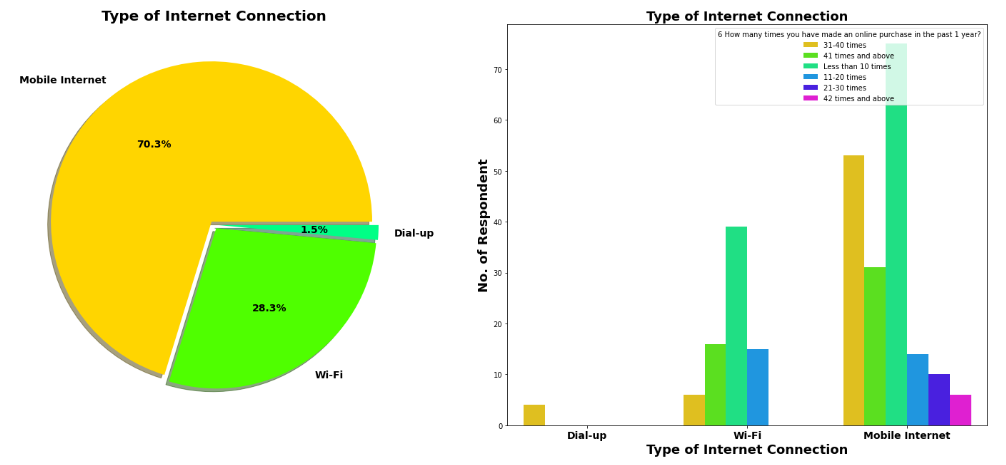 Type of Internet Connection
Mobile Internet
70.3%
1.5%
Dial-up
28.3%
Wi-Fi
Type of Internet Connection
6 How many times you have made an online purchase in the past 1 year?
31-40 times
41 times and above
Less than 10 times
11-20 times
21-30 times
42 times and above
No. of Respondent
70
60
50
40
30
20
10
0
Dial-up
Wi-Fi
Mobile Internet
Type of Internet Connection